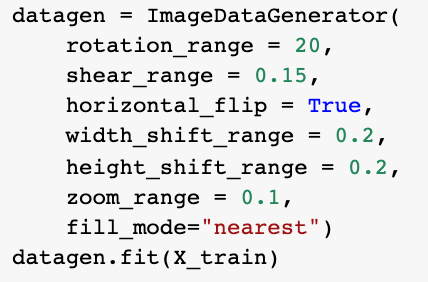 datagen = ImageDataGenerator(
    rotation_range = 20,
    shear_range = 0.15,
    horizontal_flip = True,
    width_shift_range = 0.2,
    height_shift_range = 0.2,
    zoom_range = 0.1,
    fill_mode="nearest")
datagen.fit(X_train)